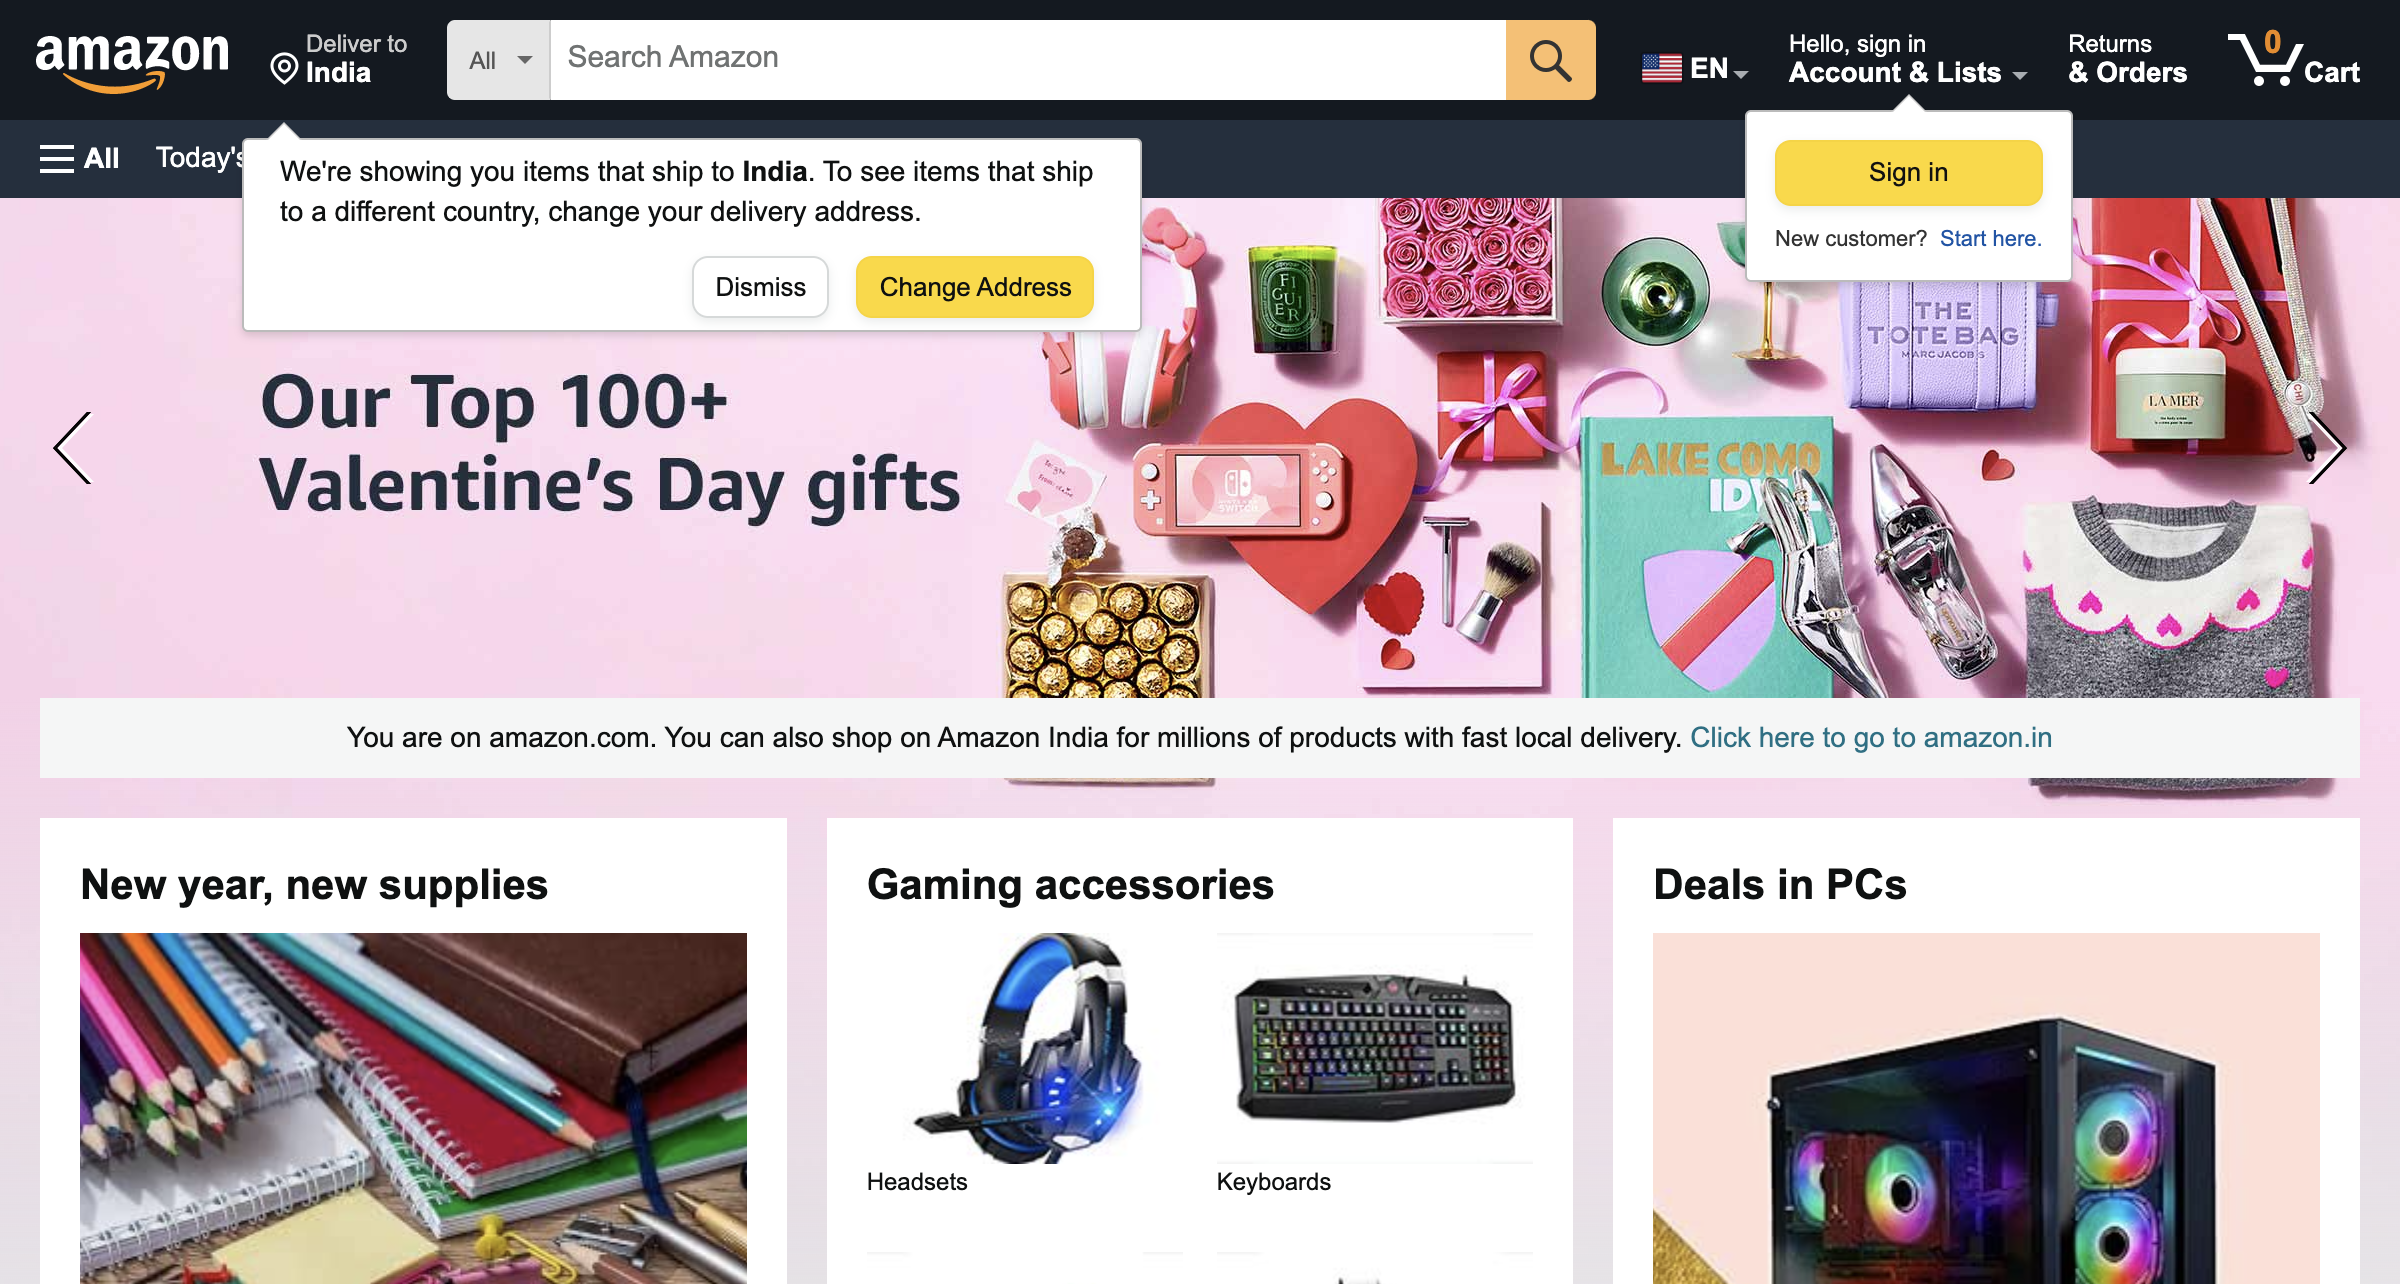 amazon
Deliver to
India
All
Search Amazon
EN
Hello, sign in
Account & Lists
Returns
& Orders
0
Cart
All
Today's
We're showing you items that ship to India. To see items that ship
to a different country, change your delivery address.
Dismiss
Change Address
Sign in
New customer? Start here.
Our Top 100+
Valentine's Day gifts
FIGUIER
THE
TOTE BAG
MARC JACOBS
LA MER
CHI
SWITCH
LAKE COMO
IDYLL
You are on amazon.com. You can also shop on Amazon India for millions of products with fast local delivery. Click here to go to amazon.in
New year, new supplies
Gaming accessories
Deals in PCs
Headsets
Keyboards